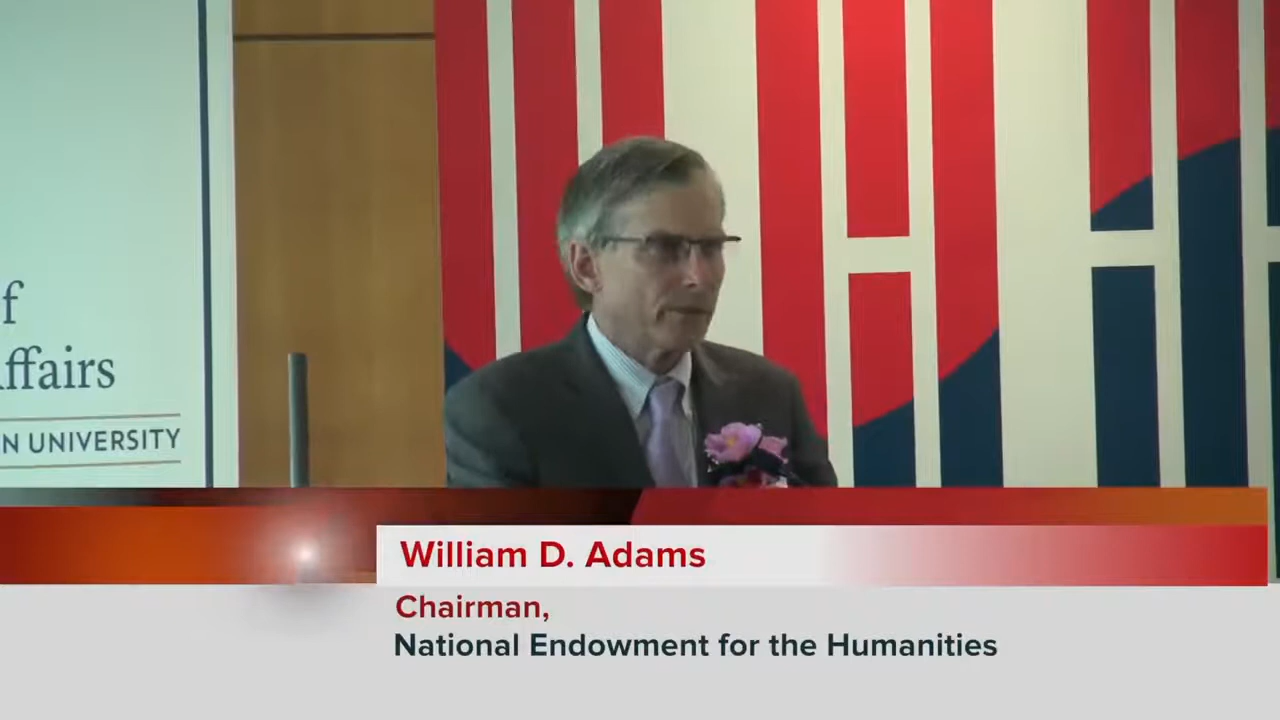 f
ffairs
N UNIVERSITY
William D. Adams
Chairman,
National Endowment for the Humanities